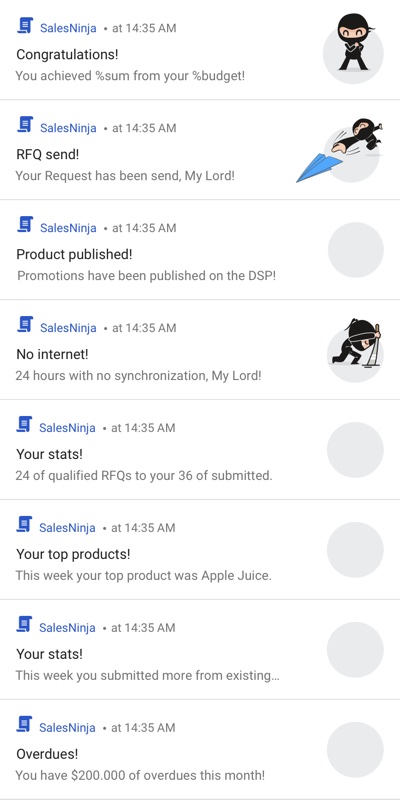 SalesNinja • at 14:35 AM
Congratulations!
You achieved %sum from your %budget!
SalesNinja • at 14:35 AM
RFQ send!
Your Request has been send, My Lord!
SalesNinja • at 14:35 AM
Product published!
Promotions have been published on the DSP!
SalesNinja • at 14:35 AM
No internet!
24 hours with no synchronization, My Lord!
SalesNinja • at 14:35 AM
Your stats!
24 of qualified RFQs to your 36 of submitted.
SalesNinja • at 14:35 AM
Your top products!
This week your top product was Apple Juice.
SalesNinja • at 14:35 AM
Your stats!
This week you submitted more from existing...
SalesNinja • at 14:35 AM
Overdues!
You have $200.000 of overdues this month!